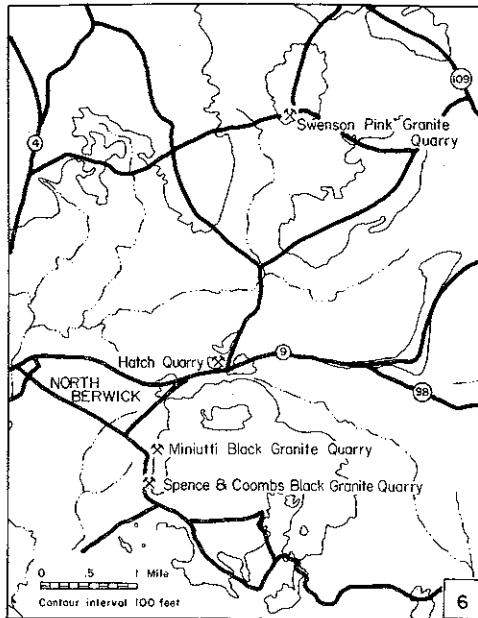 109
Swenson Pink Granite
Quarry
4
Hatch Quarry
9
NORTH
BERWICK
98
Miniutti Black Granite Quarry
Spence & Coombs Black Granite Quarry
0 .5 1 Mile
Contour interval 100 feet
6